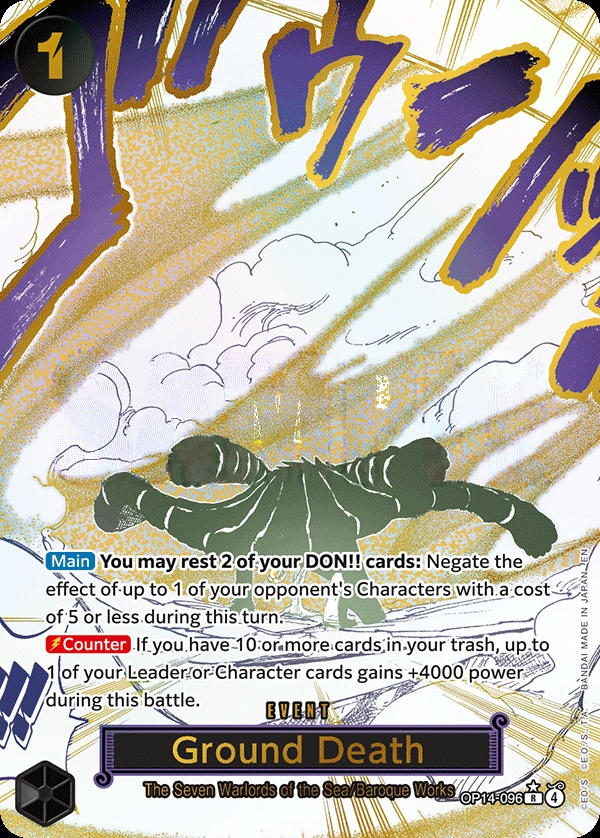 1
Main You may rest 2 of your DON!! cards: Negate the
effect of up to 1 of your opponent's Characters with a cost
of 5 or less during this turn.
Counter If you have 10 or more cards in your trash, up to
1 of your Leader or Character cards gains +4000 power
during this battle.
EVENT
Ground Death
The Seven Warlords of the Sea/Baroque Works
OP14-096 R 4
BANDAI MADE IN JAPAN EN
!!